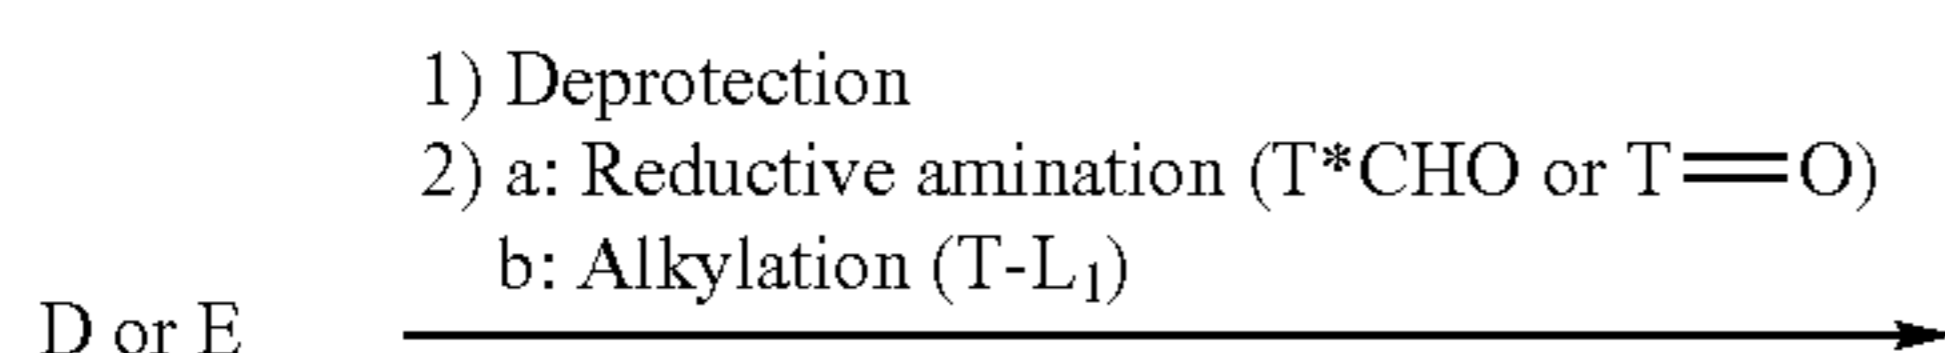 1) Deprotection
2) a: Reductive amination (T*CHO or T=O)
b: Alkylation (T-L₁)
D or E